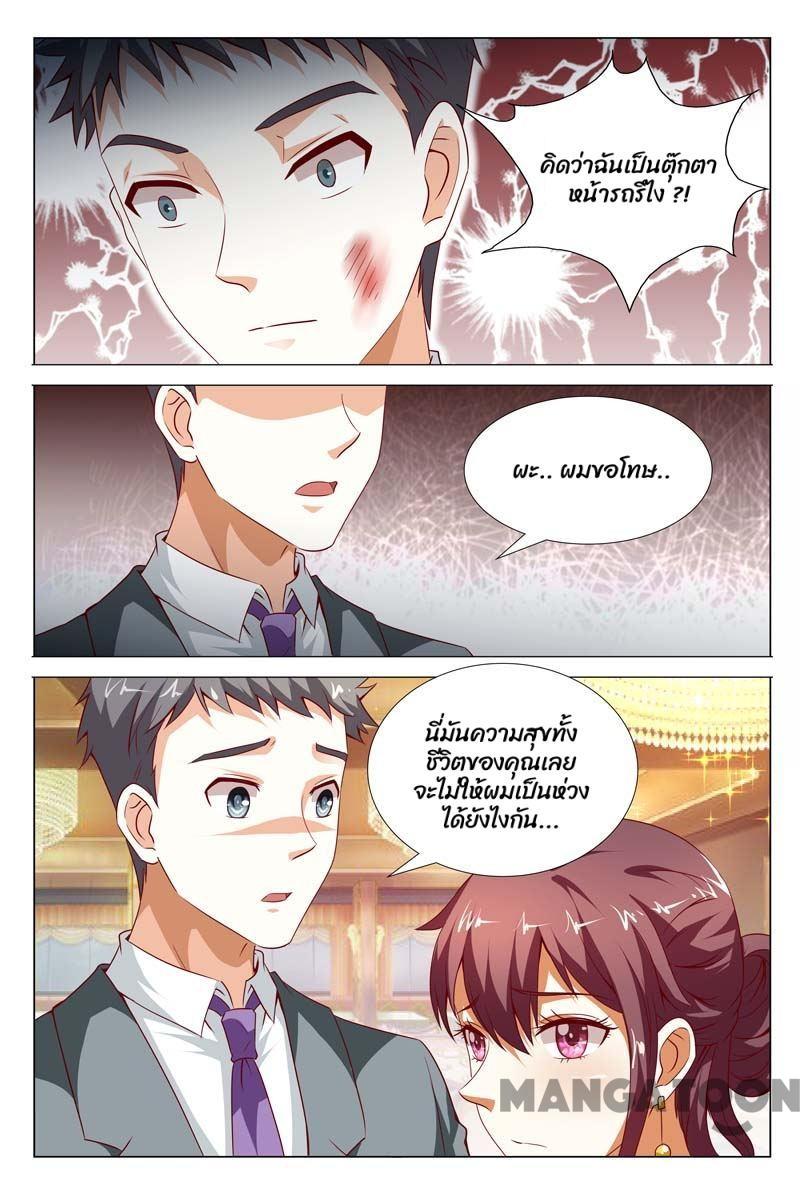 คิดว่าฉันเป็นตุ๊กตา
หน้ารถรึไง ?!
ผะ.. ผมขอโทษ..
นี่มันความสุขทั้ง
ชีวิตของคุณเลย
จะไม่ให้ผมเป็นห่วง
ได้ยังไงกัน...
MANGATOON